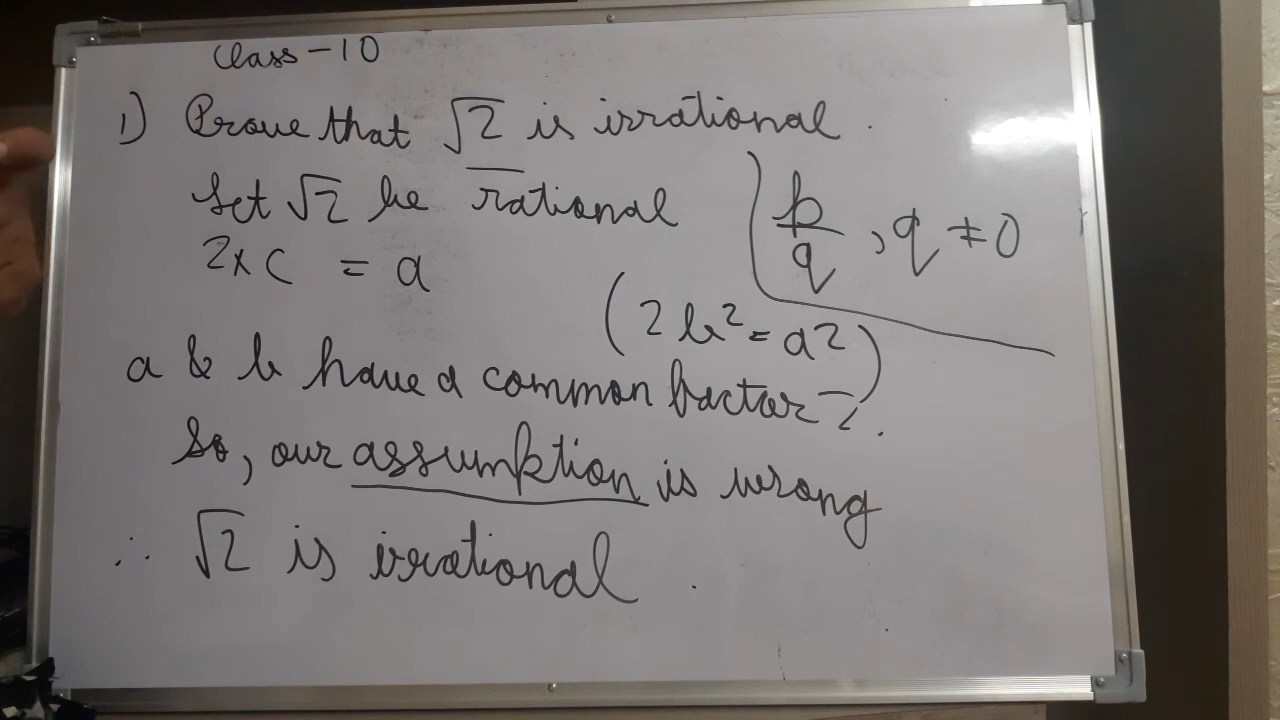 Class - 10
1) Prove that √2 is irrational.
Let √2 be rational
p/q , q ≠ 0
2 x c = a
(2b² = a²)
a & b have a common factor - 2.
So, our assumption is wrong
∴ √2 is irrational.